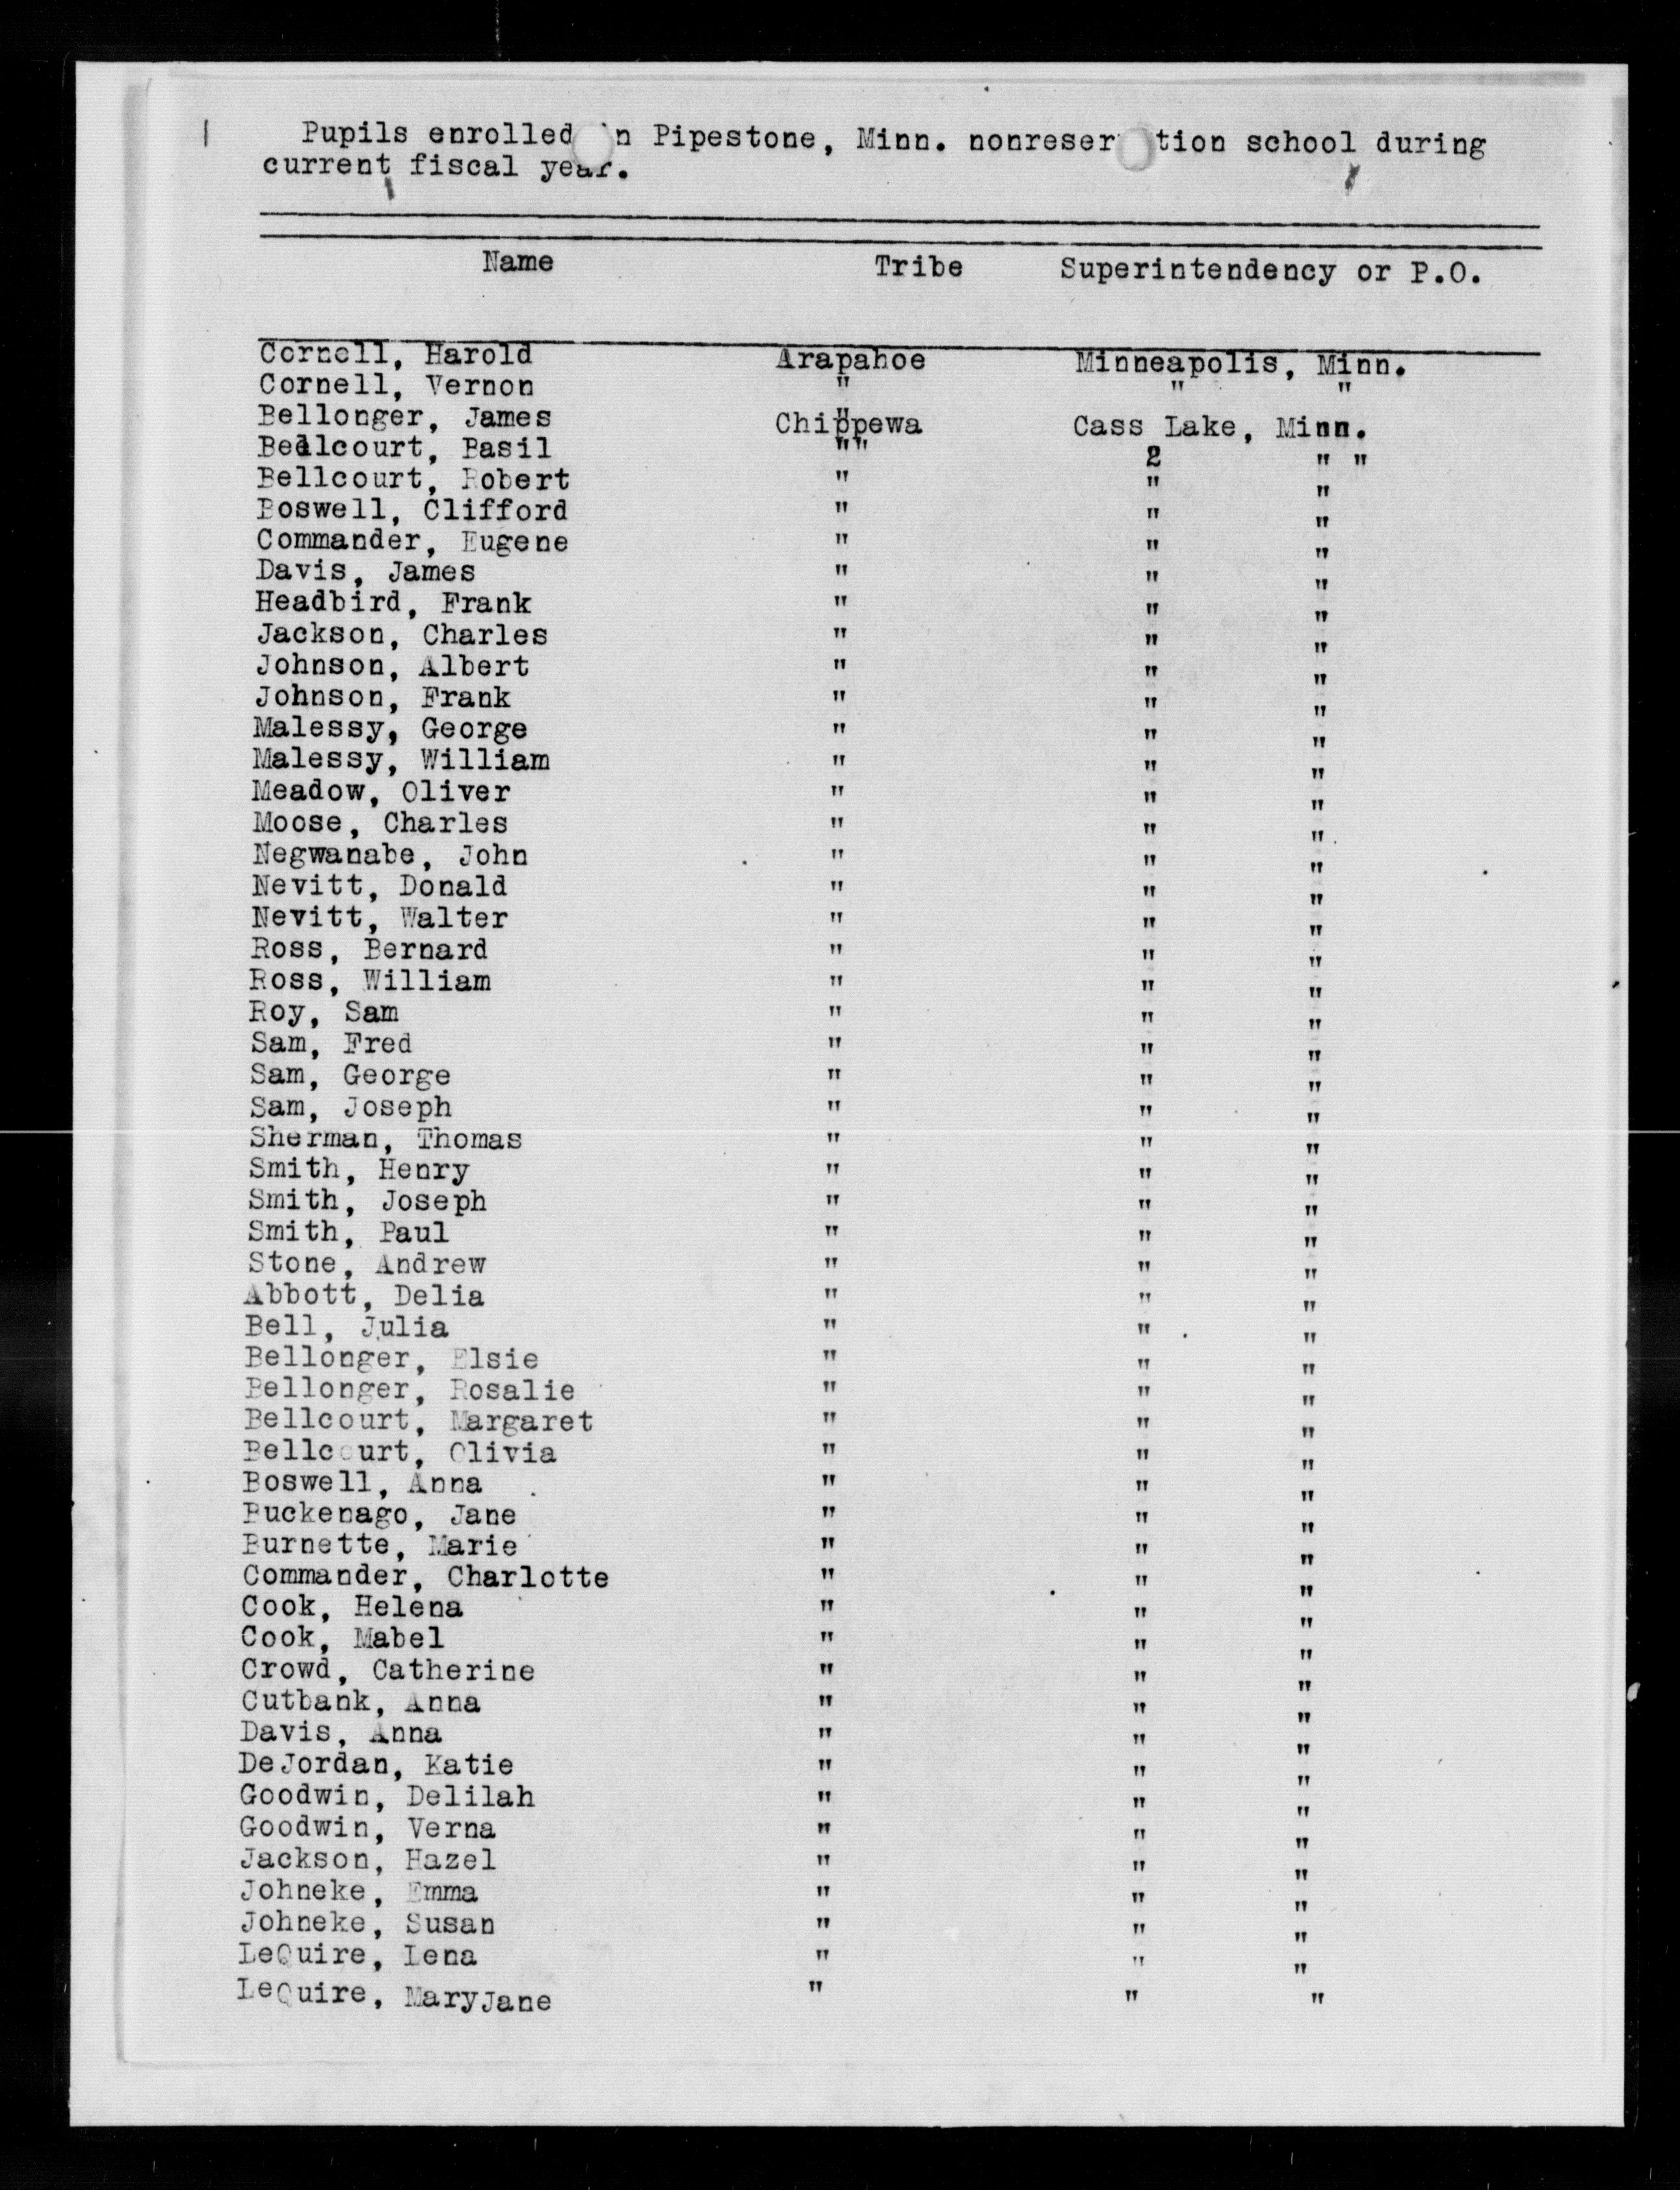 Pupils enrolled in Pipestone, Minn. nonreser tion school during
current fiscal year.
Name Tribe Superintendency or P.O.
Cornell, Harold Arapahoe Minneapolis, Minn.
Cornell, Vernon " " "
Bellonger, James Chippewa Cass Lake, Minn.
Bellcourt, Basil "" 2 " "
Bellcourt, Robert " " "
Boswell, Clifford " " "
Commander, Eugene " " "
Davis, James " " "
Headbird, Frank " " "
Jackson, Charles " " "
Johnson, Albert " " "
Johnson, Frank " " "
Malessy, George " " "
Malessy, William " " "
Meadow, Oliver " " "
Moose, Charles " " "
Negwanabe, John " " "
Nevitt, Donald " " "
Nevitt, Walter " " "
Ross, Bernard " " "
Ross, William " " "
Roy, Sam " " "
Sam, Fred " " "
Sam, George " " "
Sam, Joseph " " "
Sherman, Thomas " " "
Smith, Henry " " "
Smith, Joseph " " "
Smith, Paul " " "
Stone, Andrew " " "
Abbott, Delia " " "
Bell, Julia " " "
Bellonger, Elsie " " "
Bellonger, Rosalie " " "
Bellcourt, Margaret " " "
Bellcourt, Olivia " " "
Boswell, Anna " " "
Buckenago, Jane " " "
Burnette, Marie " " "
Commander, Charlotte " " "
Cook, Helena " " "
Cook, Mabel " " "
Crowd, Catherine " " "
Cutbank, Anna " " "
Davis, Anna " " "
DeJordan, Katie " " "
Goodwin, Delilah " " "
Goodwin, Verna " " "
Jackson, Hazel " " "
Johneke, Emma " " "
Johneke, Susan " " "
LeQuire, Lena " " "
LeQuire, MaryJane " " "